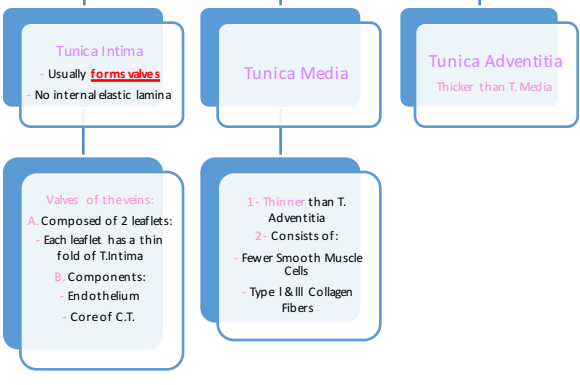 Tunica Intima
- Usually forms valves
- No internal elastic lamina
Tunica Media
Tunica Adventitia
Thicker than T. Media
Valves of the veins:
A. Composed of 2 leaflets:
- Each leaflet has a thin
fold of T.Intima
B. Components:
- Endothelium
- Core of C.T.
1- Thinner than T.
Adventitia
2- Consists of:
- Fewer Smooth Muscle
Cells
- Type I & III Collagen
Fibers